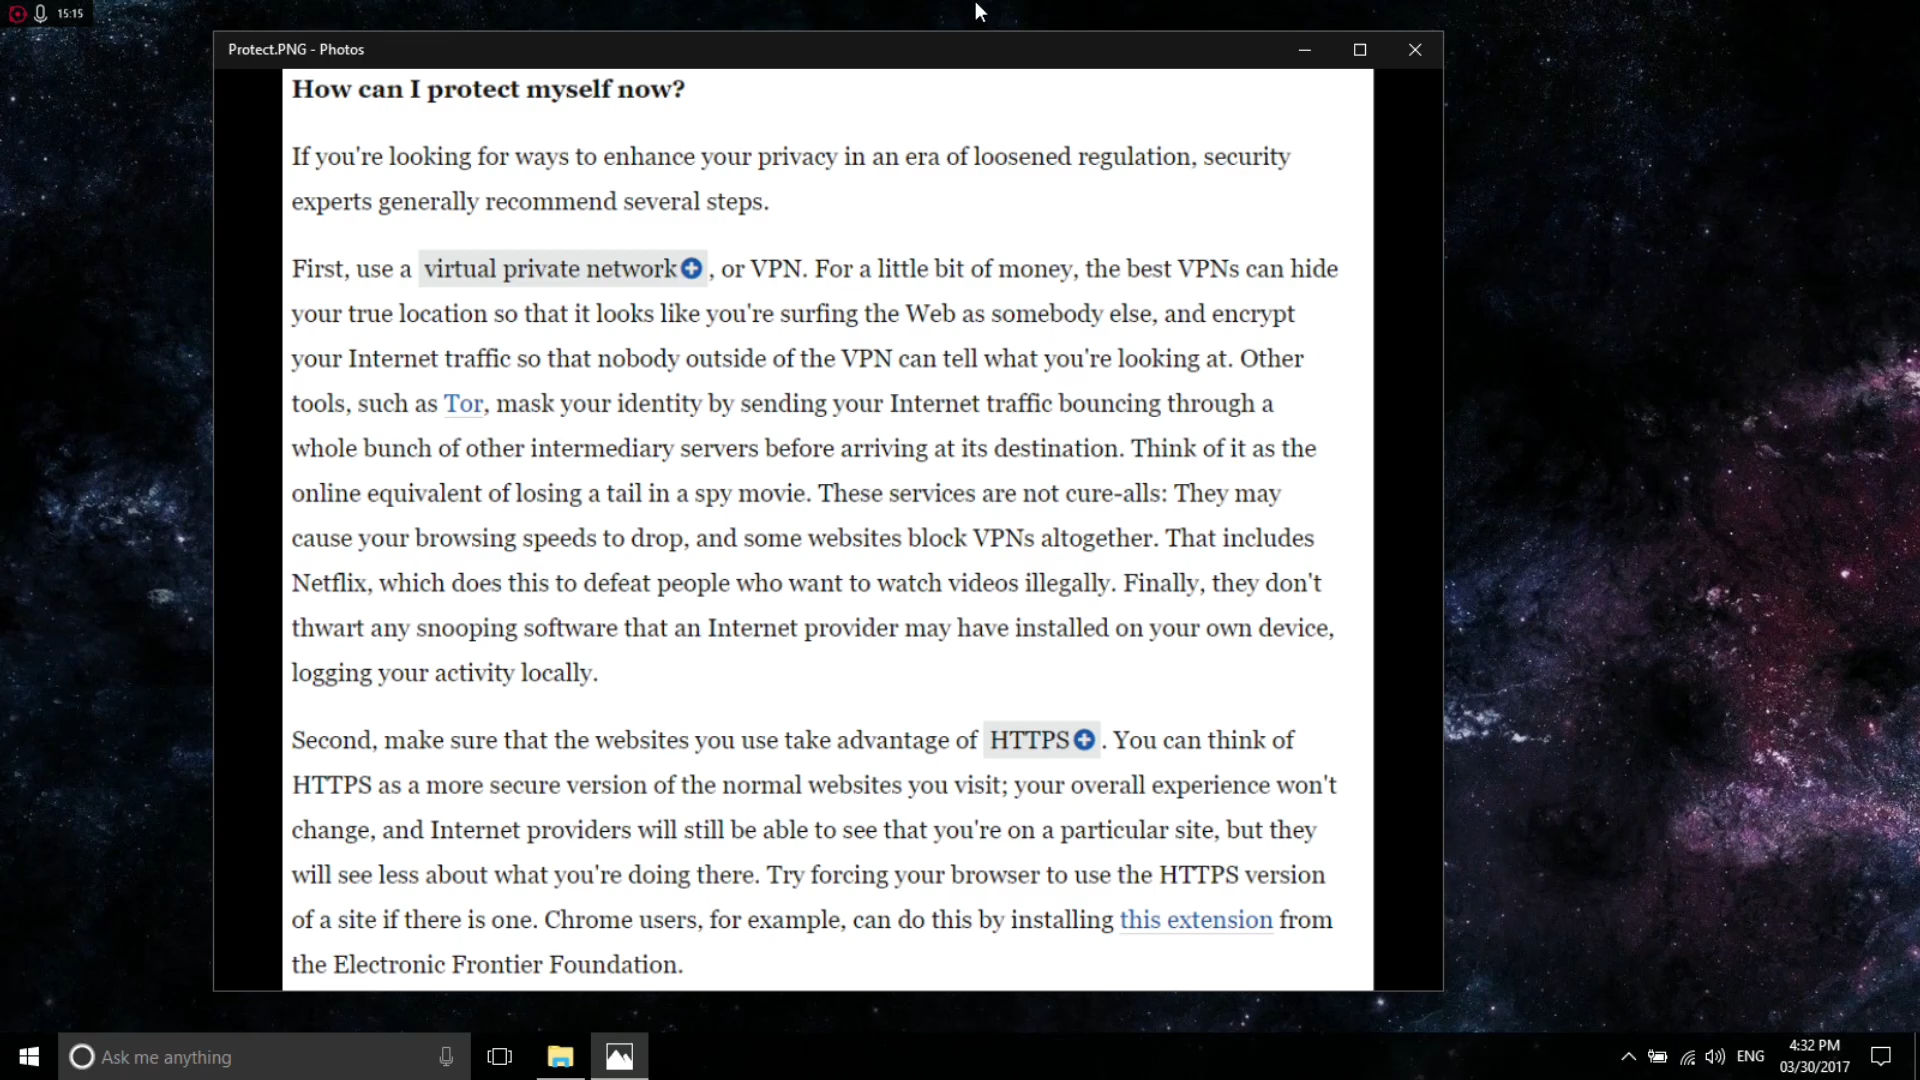 15:15
Protect.PNG - Photos
How can I protect myself now?
If you're looking for ways to enhance your privacy in an era of loosened regulation, security
experts generally recommend several steps.
First, use a virtual private network, or VPN. For a little bit of money, the best VPNs can hide
your true location so that it looks like you're surfing the Web as somebody else, and encrypt
your Internet traffic so that nobody outside of the VPN can tell what you're looking at. Other
tools, such as Tor, mask your identity by sending your Internet traffic bouncing through a
whole bunch of other intermediary servers before arriving at its destination. Think of it as the
online equivalent of losing a tail in a spy movie. These services are not cure-alls: They may
cause your browsing speeds to drop, and some websites block VPNs altogether. That includes
Netflix, which does this to defeat people who want to watch videos illegally. Finally, they don't
thwart any snooping software that an Internet provider may have installed on your own device,
logging your activity locally.
Second, make sure that the websites you use take advantage of HTTPS. You can think of
HTTPS as a more secure version of the normal websites you visit; your overall experience won't
change, and Internet providers will still be able to see that you're on a particular site, but they
will see less about what you're doing there. Try forcing your browser to use the HTTPS version
of a site if there is one. Chrome users, for example, can do this by installing this extension from
the Electronic Frontier Foundation.
Ask me anything
ENG
4:32 PM
03/30/2017